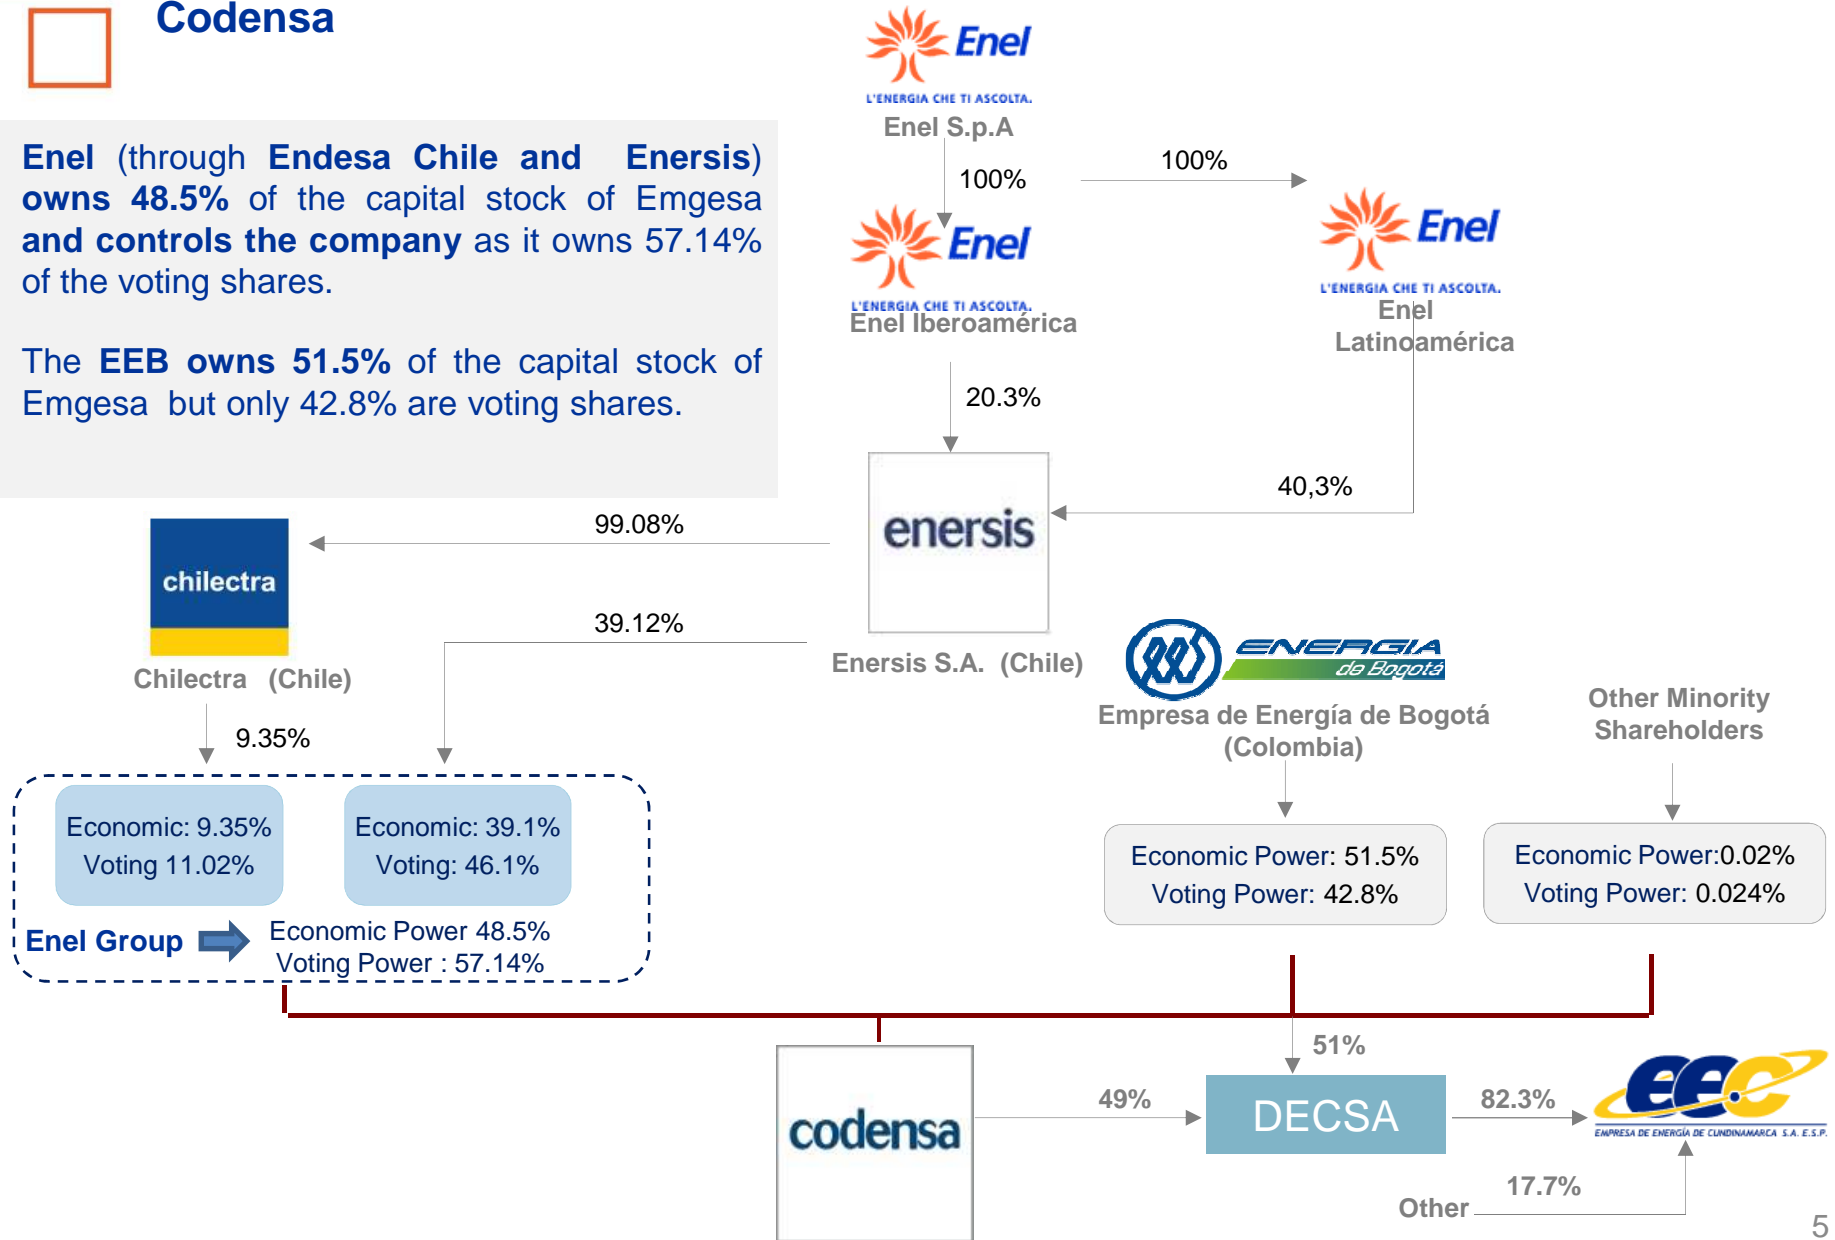 Codensa
Enel (through Endesa Chile and Enersis)
owns 48.5% of the capital stock of Emgesa
and controls the company as it owns 57.14%
of the voting shares.
The EEB owns 51.5% of the capital stock of
Emgesa but only 42.8% are voting shares.
Enel
L'ENERGIA CHE TI ASCOLTA.
Enel S.p.A
100%
100%
Enel
L'ENERGIA CHE TI ASCOLTA.
Enel Iberoamérica
Enel
L'ENERGIA CHE TI ASCOLTA.
Enel
Latinoamérica
20.3%
40,3%
enersis
Enersis S.A. (Chile)
99.08%
39.12%
chilectra
Chilectra (Chile)
9.35%
ENERGIA
de Bogotá
Empresa de Energía de Bogotá
(Colombia)
Other Minority
Shareholders
Economic: 9.35%
Voting 11.02%
Economic: 39.1%
Voting: 46.1%
Enel Group
Economic Power 48.5%
Voting Power : 57.14%
Economic Power: 51.5%
Voting Power: 42.8%
Economic Power:0.02%
Voting Power: 0.024%
codensa
49%
51%
DECSA
82.3%
eec
EMPRESA DE ENERGÍA DE CUNDINAMARCA S.A. E.S.P.
17.7%
Other
5